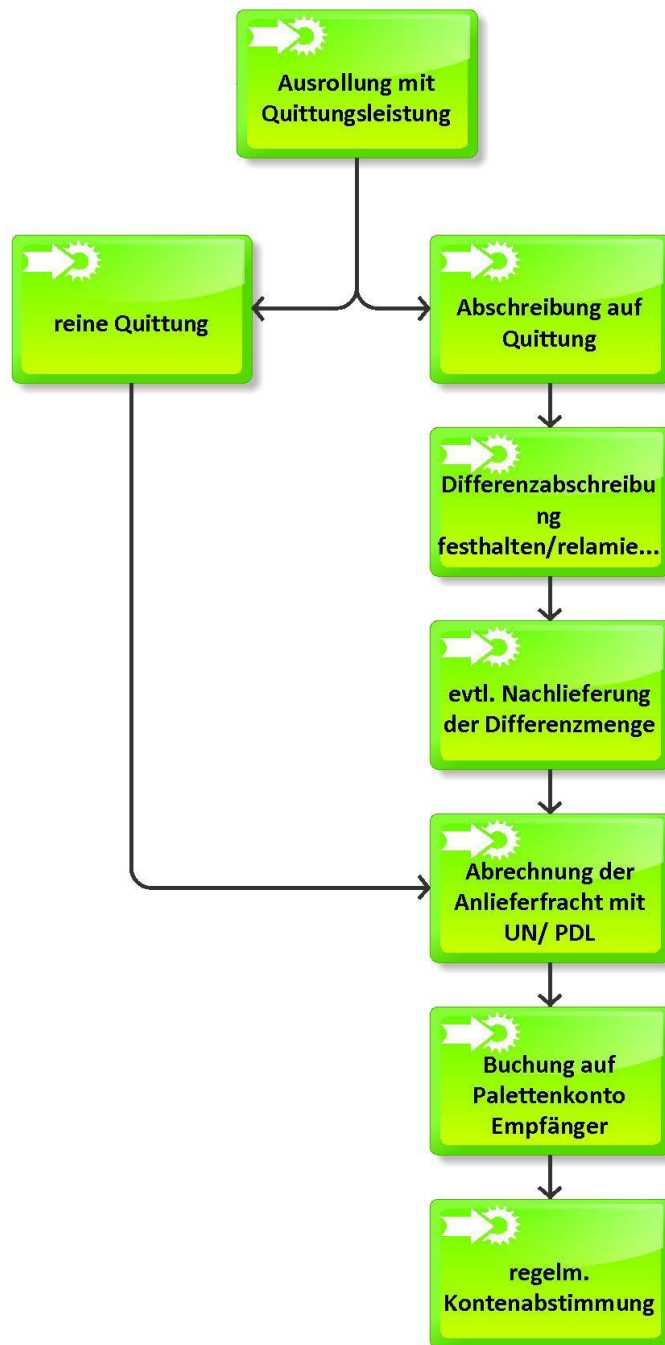 Ausrollung mit
Quittungsleistung
reine Quittung
Abschreibung auf
Quittung
Differenzabschreibu
ng
festhalten/relamie...
evtl. Nachlieferung
der Differenzmenge
Abrechnung der
Anlieferfracht mit
UN/ PDL
Buchung auf
Palettenkonto
Empfänger
regelm.
Kontenabstimmung